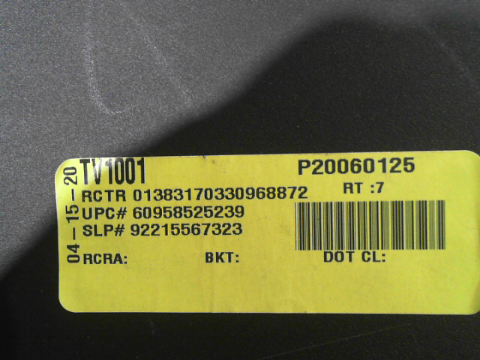 04-15-20
TV1001 P20060125
RCTR 01383170330968872 RT :7
UPC# 60958525239
SLP# 92215567323
RCRA: BKT: DOT CL: